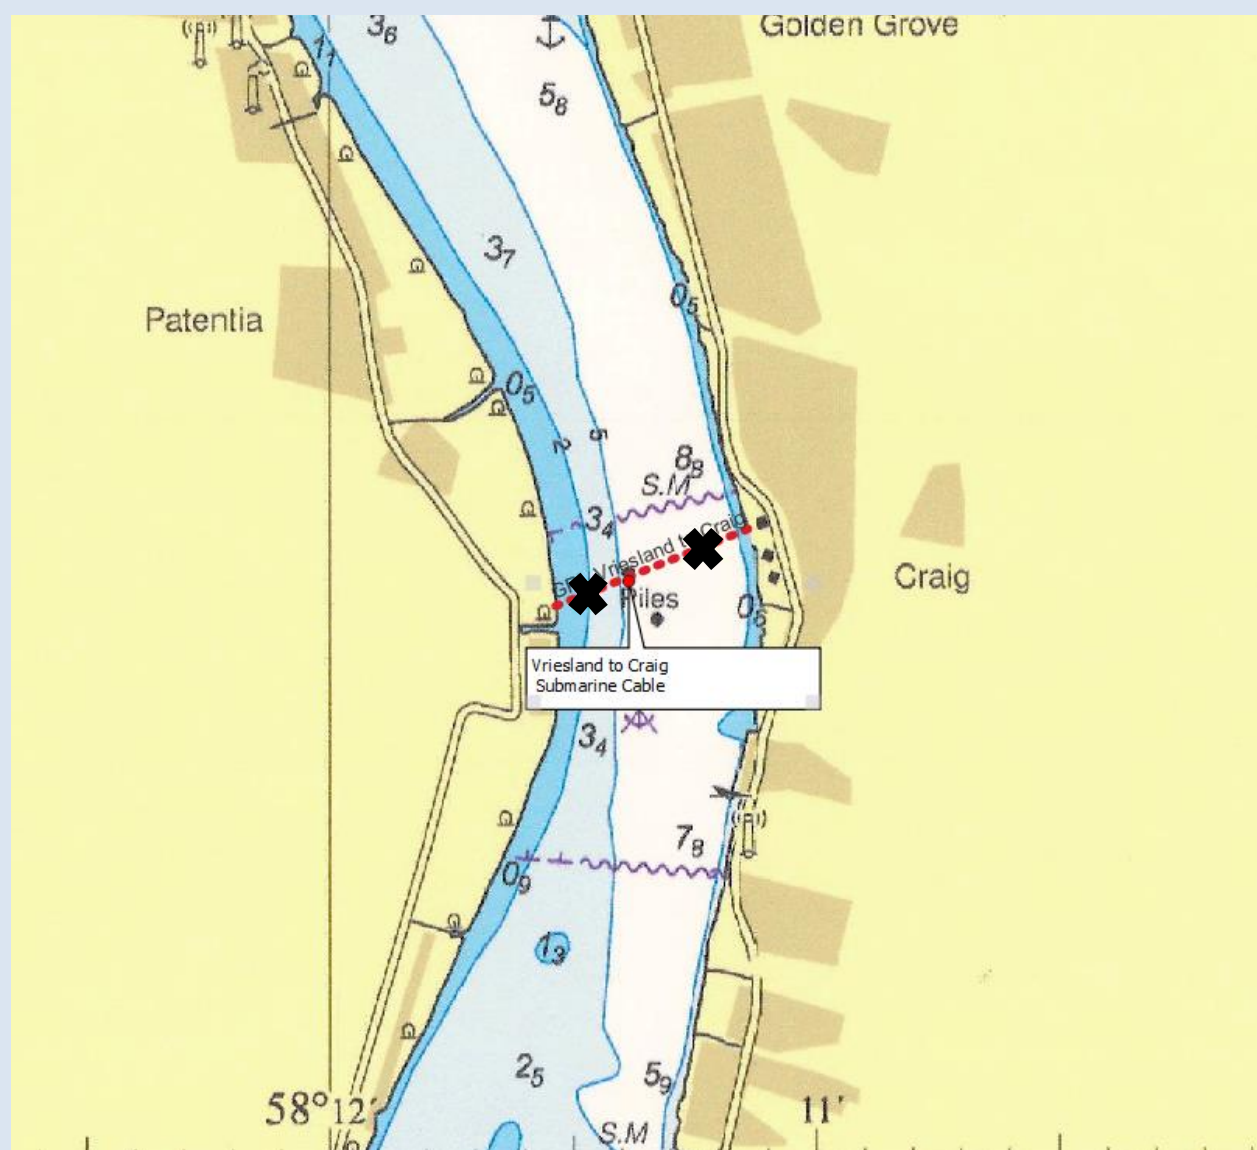 Golden Grove
3₆
1₁
5₈
3₇
0₅
Patentia
0₅
2
5
8₈
S.M
3₄
Vriesland to Craig
Craig
Piles
0₅
Vriesland to Craig
Submarine Cable
3₄
7₈
0₉
1₃
2₅
5₉
58°12′
11′
S.M